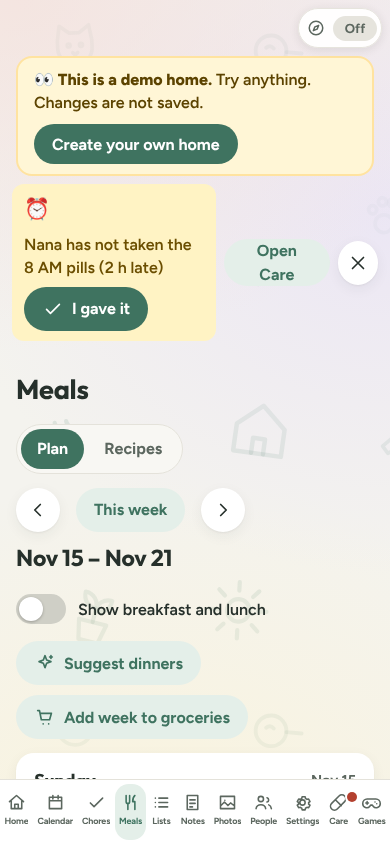 Off
👀 This is a demo home. Try anything.
Changes are not saved.
Create your own home
⏰
Nana has not taken the
8 AM pills (2 h late)
I gave it
Open
Care
Meals
Plan Recipes
This week
Nov 15 – Nov 21
Show breakfast and lunch
Suggest dinners
Add week to groceries
Sunday Nov 15
Home Calendar Chores Meals Lists Notes Photos People Settings Care Games